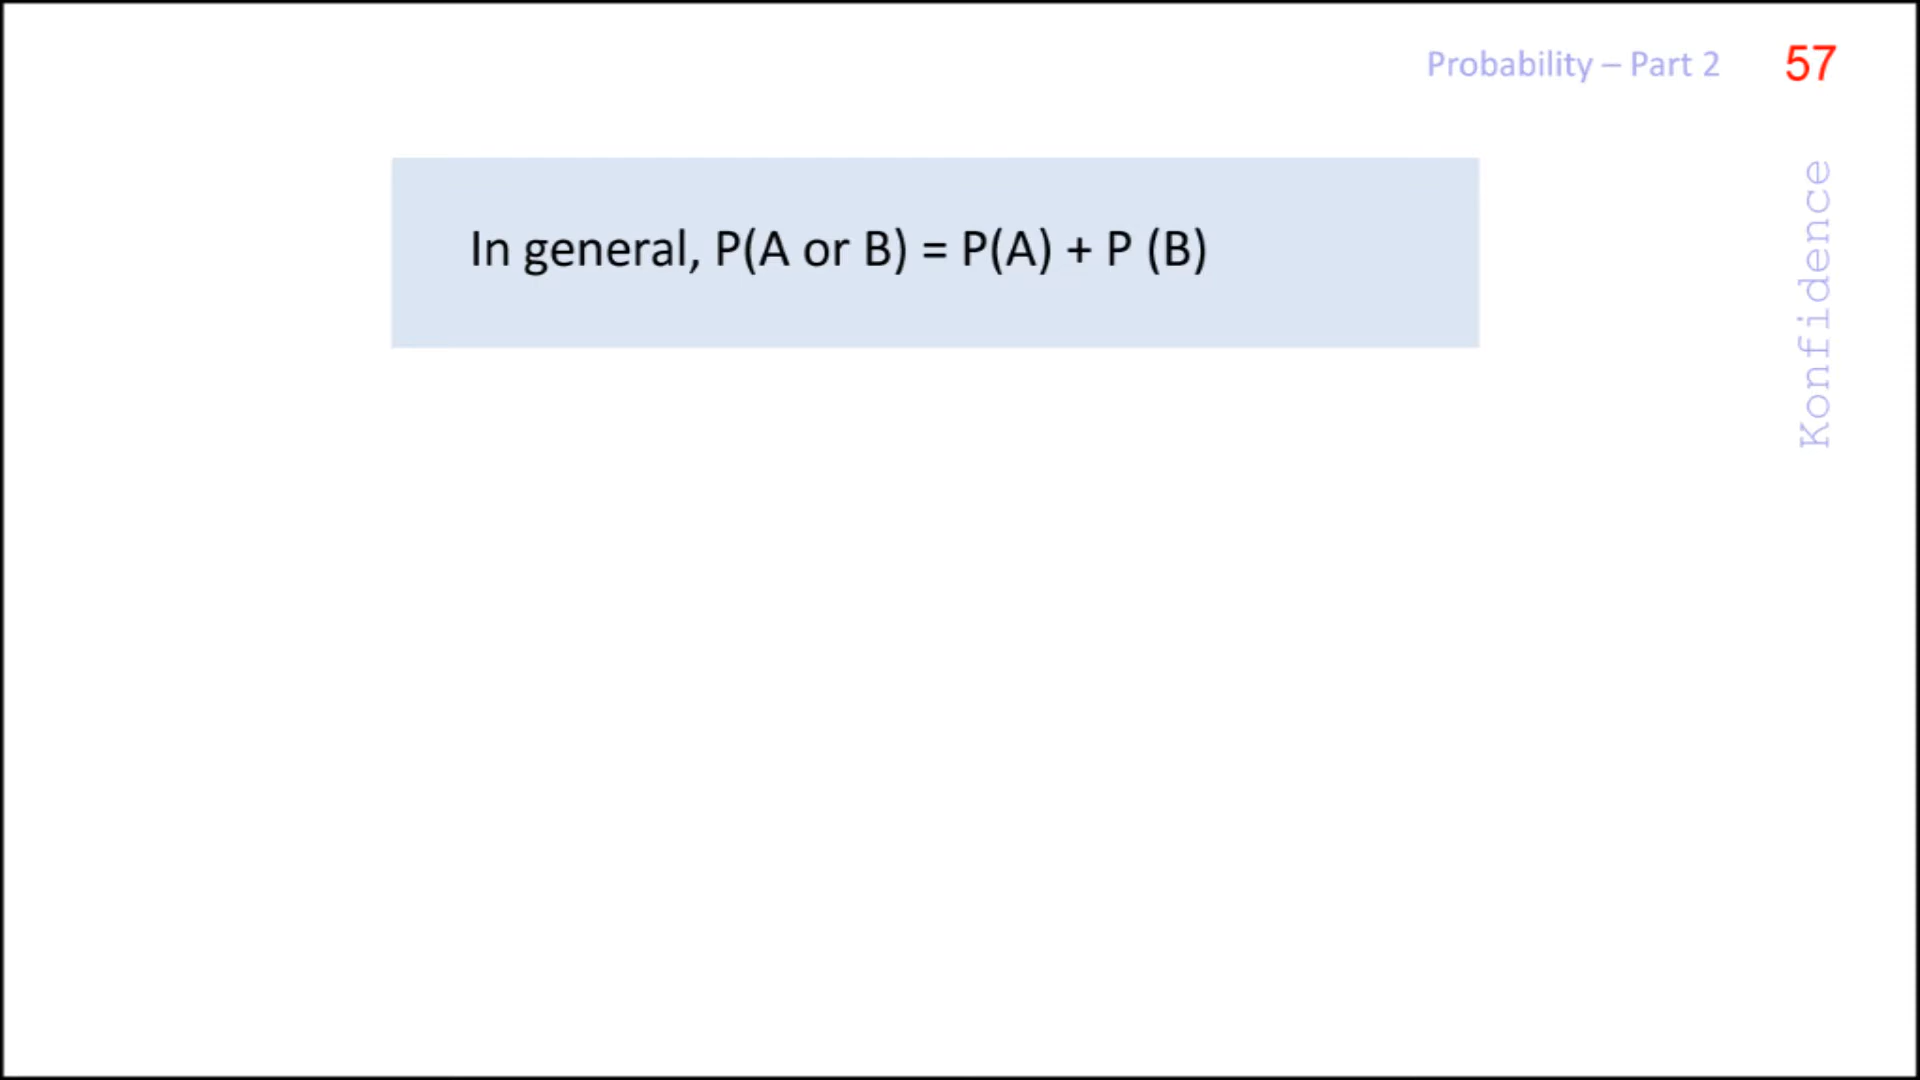 Probability – Part 2
57
In general, P(A or B) = P(A) + P (B)
Konfidence